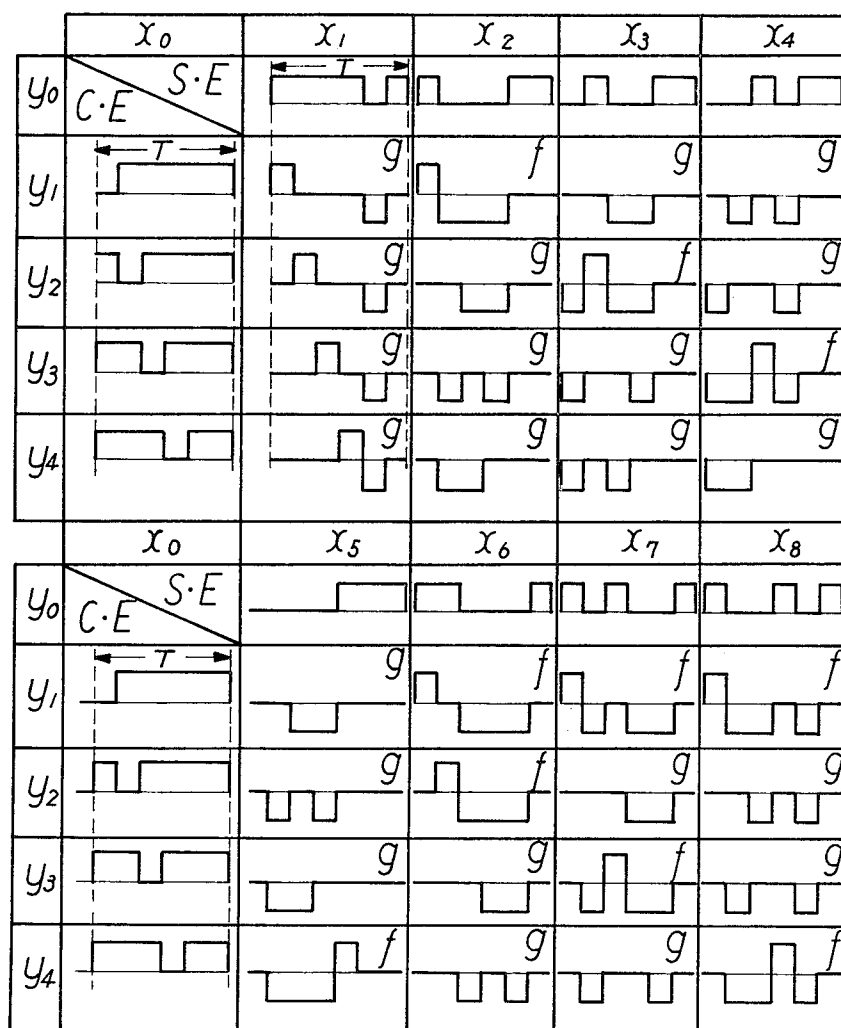 x0 x1 x2 x3 x4
y0 C·E S·E T
y1 T g f g g
y2 g g f g
y3 g g g f
y4 g g g g
x0 x5 x6 x7 x8
y0 C·E S·E
y1 T g f f f
y2 g f g g
y3 g g f g
y4 f g g f